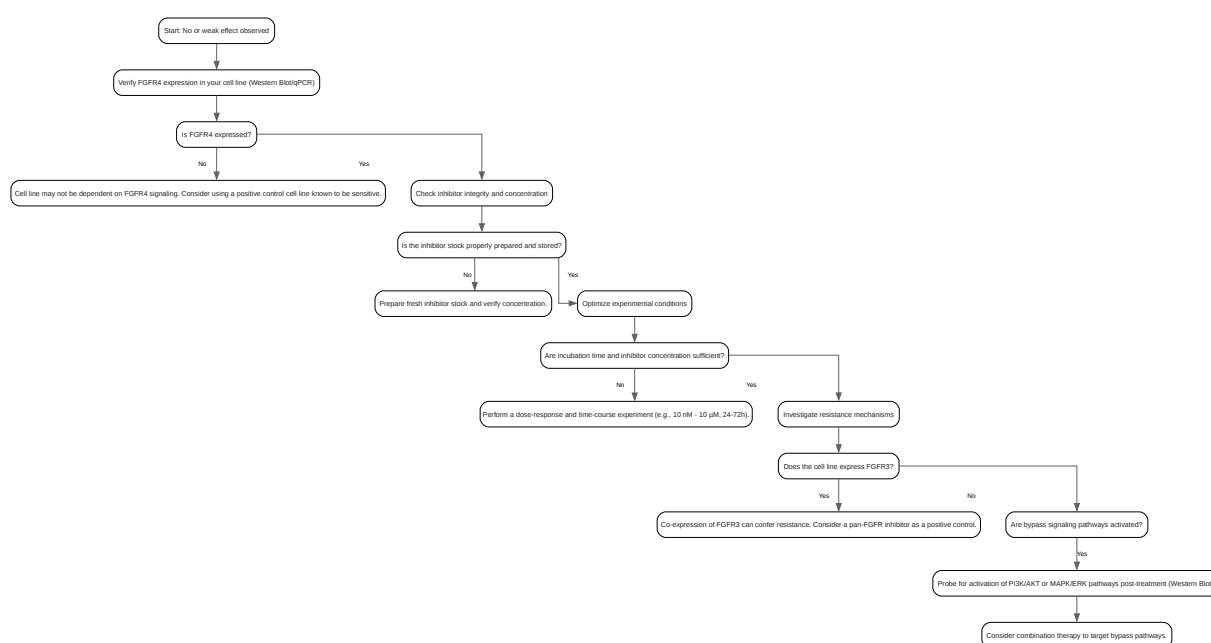 Start: No or weak effect observed
Verify FGFR4 expression in your cell line (Western Blot/qPCR)
Is FGFR4 expressed?
No
Yes
Cell line may not be dependent on FGFR4 signaling. Consider using a positive control cell line known to be sensitive.
Check inhibitor integrity and concentration
Is the inhibitor stock properly prepared and stored?
No
Yes
Prepare fresh inhibitor stock and verify concentration.
Optimize experimental conditions
Are incubation time and inhibitor concentration sufficient?
No
Yes
Perform a dose-response and time-course experiment (e.g., 10 nM - 10 µM, 24-72h).
Investigate resistance mechanisms
Does the cell line express FGFR3?
Yes
No
Co-expression of FGFR3 can confer resistance. Consider a pan-FGFR inhibitor as a positive control.
Are bypass signaling pathways activated?
Yes
Probe for activation of PI3K/AKT or MAPK/ERK pathways post-treatment (Western Blot
Consider combination therapy to target bypass pathways.